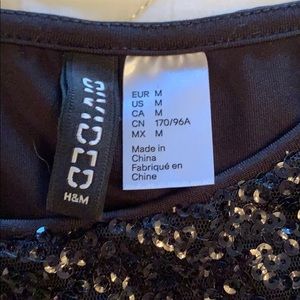 DIVIDED
H&M
EUR M
US M
CA M
CN 170/96A
MX M
Made in
China
Fabriqué en
Chine